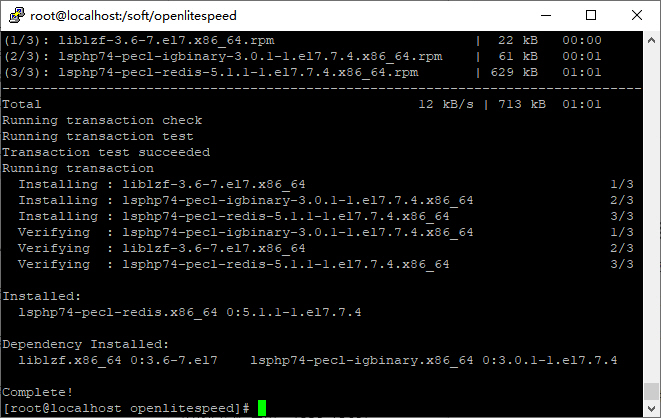 root@localhost:/soft/openlitespeed
(1/3): liblzf-3.6-7.el7.x86_64.rpm | 22 kB 00:00
(2/3): lsphp74-pecl-igbinary-3.0.1-1.el7.7.4.x86_64.rpm | 61 kB 00:01
(3/3): lsphp74-pecl-redis-5.1.1-1.el7.7.4.x86_64.rpm | 629 kB 01:01
--------------------------------------------------------------------------------
Total 12 kB/s | 713 kB 01:01
Running transaction check
Running transaction test
Transaction test succeeded
Running transaction
Installing : liblzf-3.6-7.el7.x86_64 1/3
Installing : lsphp74-pecl-igbinary-3.0.1-1.el7.7.4.x86_64 2/3
Installing : lsphp74-pecl-redis-5.1.1-1.el7.7.4.x86_64 3/3
Verifying : lsphp74-pecl-igbinary-3.0.1-1.el7.7.4.x86_64 1/3
Verifying : liblzf-3.6-7.el7.x86_64 2/3
Verifying : lsphp74-pecl-redis-5.1.1-1.el7.7.4.x86_64 3/3
Installed:
lsphp74-pecl-redis.x86_64 0:5.1.1-1.el7.7.4
Dependency Installed:
liblzf.x86_64 0:3.6-7.el7 lsphp74-pecl-igbinary.x86_64 0:3.0.1-1.el7.7.4
Complete!
[root@localhost openlitespeed]#